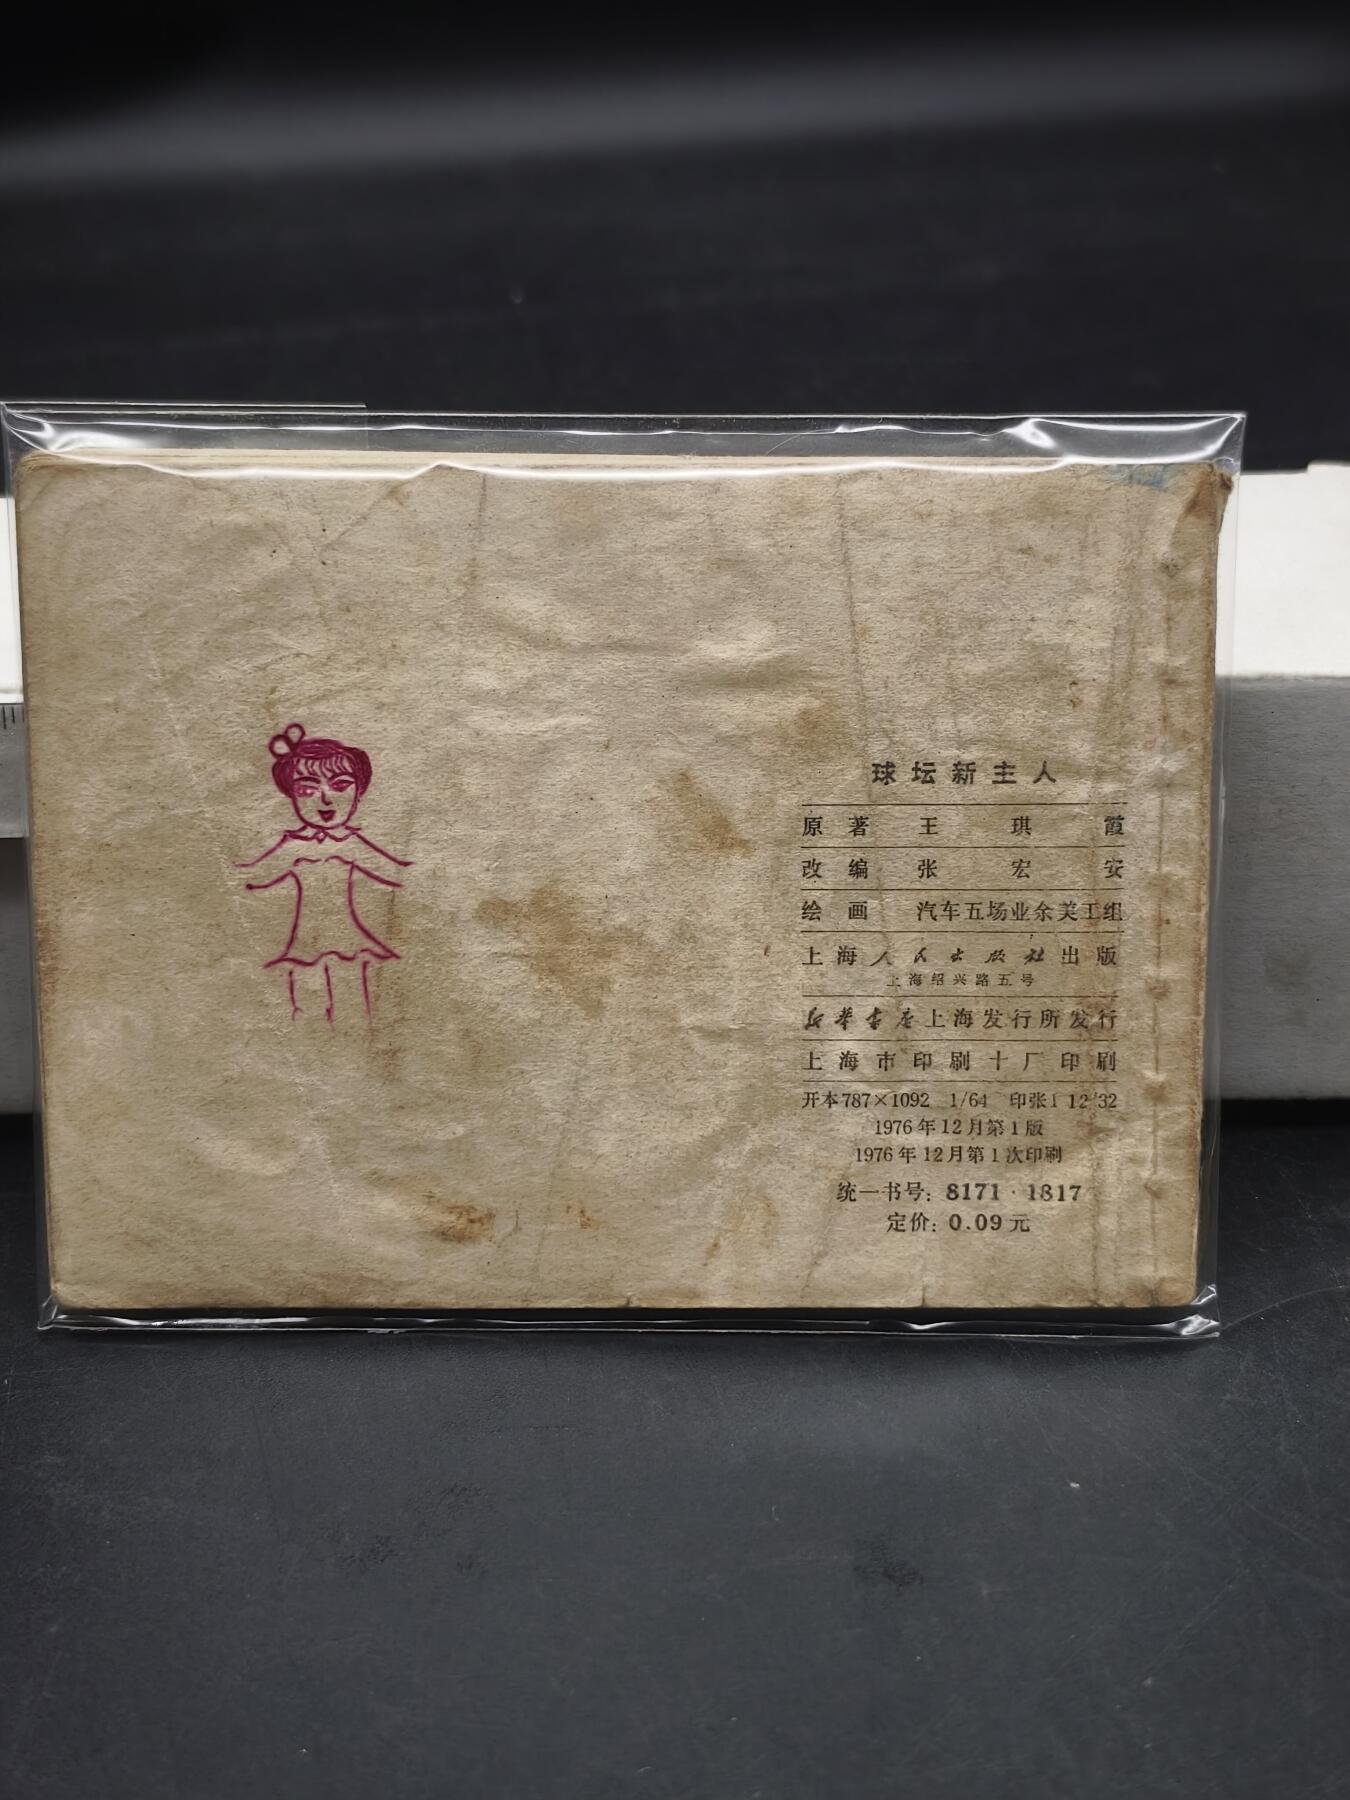 球坛新主人
原著 王琪霞
改编 张宏安
绘画 汽车五场业余美工组
上海人民出版社出版
上海绍兴路五号
新华书店上海发行所发行
上海市印刷十厂印刷
开本787×1092 1/64 印张1 12/32
1976年12月第1版
1976年12月第1次印刷
统一书号：8171·1817
定价：0.09元